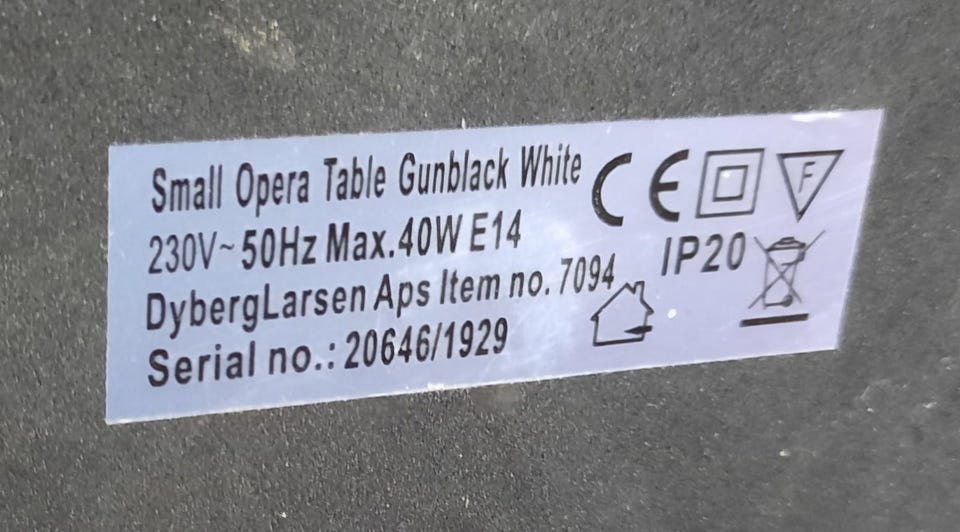 Small Opera Table Gunblack White CE F
230V~50Hz Max.40W E14
IP20
DybergLarsen Aps Item no. 7094
Serial no.: 20646/1929